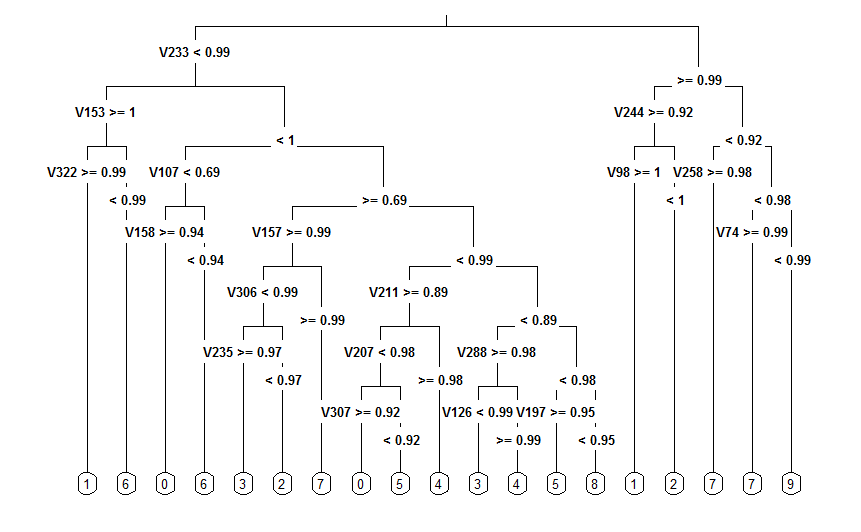 V233 < 0.99
>= 0.99
V153 >= 1
V244 >= 0.92
< 1
< 0.92
V322 >= 0.99
V107 < 0.69
V98 >= 1
V258 >= 0.98
< 0.99
>= 0.69
< 1
< 0.98
V158 >= 0.94
V157 >= 0.99
V74 >= 0.99
< 0.94
< 0.99
< 0.99
V306 < 0.99
V211 >= 0.89
>= 0.99
< 0.89
V235 >= 0.97
V207 < 0.98
V288 >= 0.98
< 0.97
>= 0.98
< 0.98
V307 >= 0.92
V126 < 0.99
V197 >= 0.95
< 0.92
>= 0.99
< 0.95
1 6 0 6 3 2 7 0 5 4 3 4 5 8 1 2 7 7 9